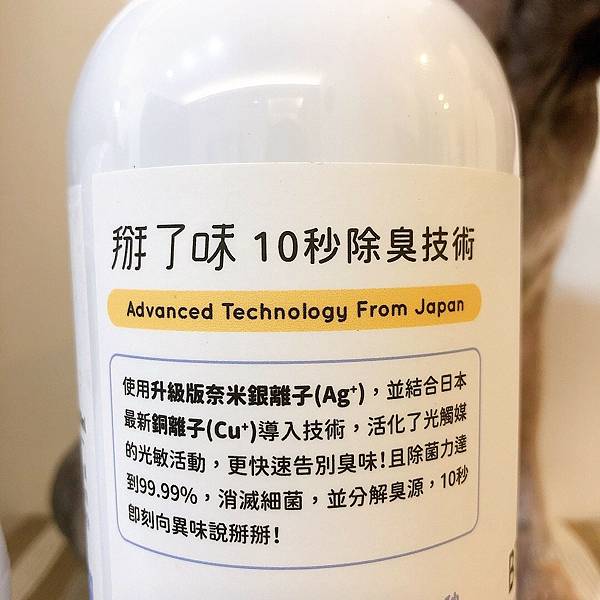 掰了味 10秒除臭技術
Advanced Technology From Japan
使用升級版奈米銀離子(Ag⁺)，並結合日本
最新銅離子(Cu⁺)導入技術，活化了光觸媒
的光敏活動，更快速告別臭味!且除菌力達
到99.99%，消滅細菌，並分解臭源，10秒
即刻向異味說掰掰!